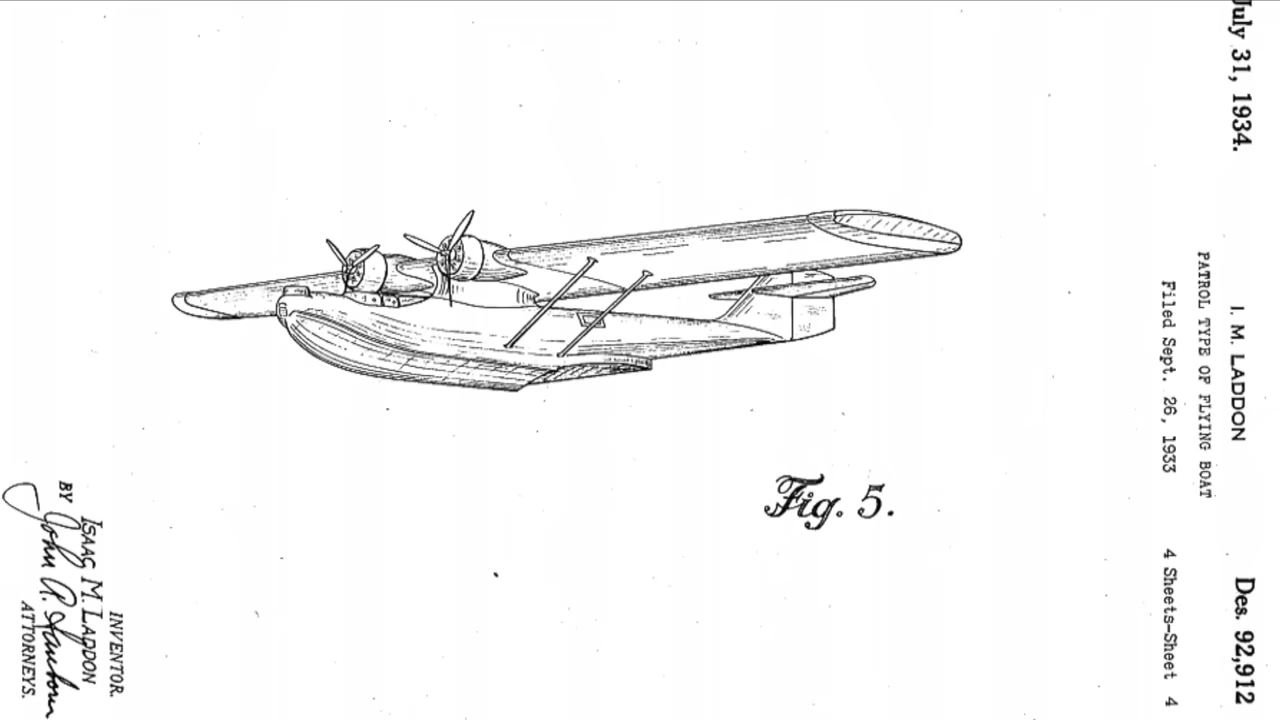 July 31, 1934.
I. M. LADDON
Des. 92,912
PATROL TYPE OF FLYING BOAT
Filed Sept. 26, 1933
4 Sheets-Sheet 4
Fig. 5.
INVENTOR.
ISAAC M. LADDON
BY John A.
ATTORNEYS.